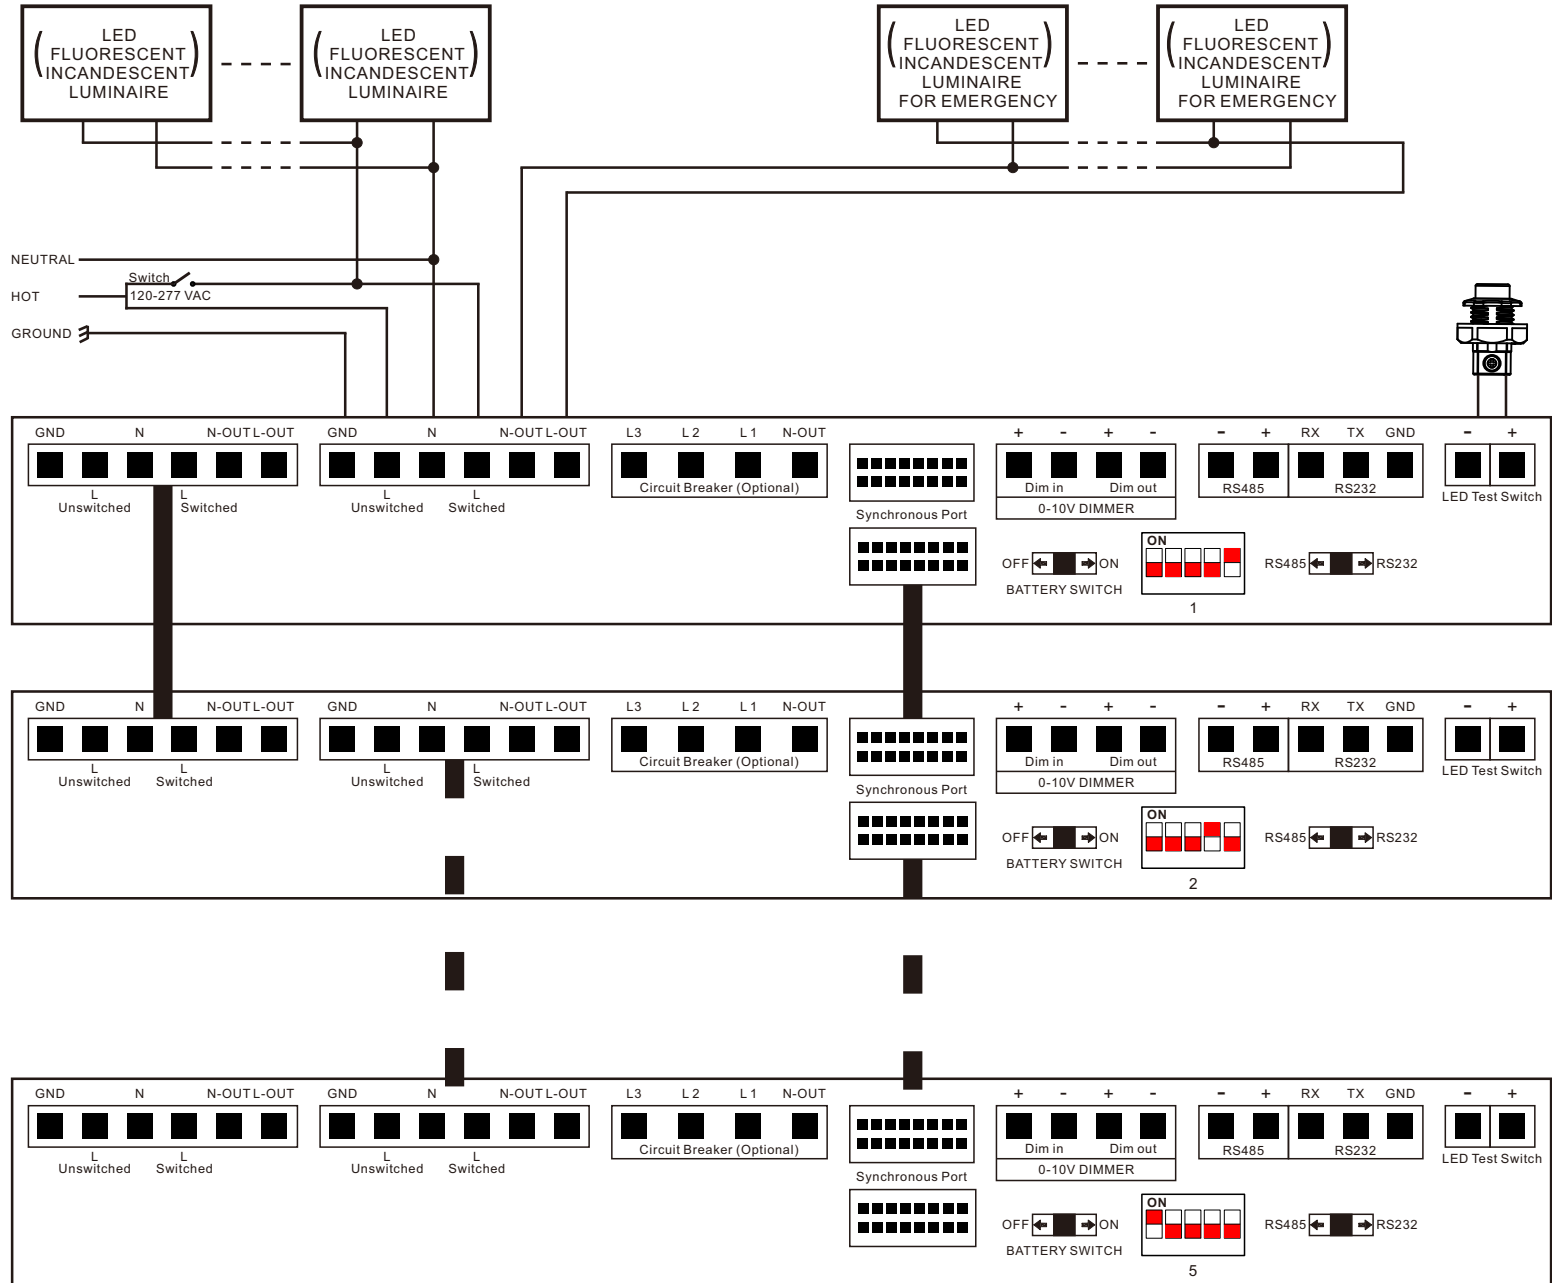 LED
FLUORESCENT
INCANDESCENT
LUMINAIRE
LED
FLUORESCENT
INCANDESCENT
LUMINAIRE
LED
FLUORESCENT
INCANDESCENT
LUMINAIRE
FOR EMERGENCY
LED
FLUORESCENT
INCANDESCENT
LUMINAIRE
FOR EMERGENCY
NEUTRAL
Switch
HOT
120-277 VAC
GROUND
GND N N-OUT L-OUT
L L
Unswitched Switched
GND N N-OUT L-OUT
L L
Unswitched Switched
L3 L2 L1 N-OUT
Circuit Breaker (Optional)
Synchronous Port
+ - + -
Dim in Dim out
0-10V DIMMER
- + RX TX GND
RS485 RS232
- +
LED Test Switch
OFF ON
BATTERY SWITCH
ON
1
RS485 RS232
GND N N-OUT L-OUT
L L
Unswitched Switched
GND N N-OUT L-OUT
L L
Unswitched Switched
L3 L2 L1 N-OUT
Circuit Breaker (Optional)
Synchronous Port
+ - + -
Dim in Dim out
0-10V DIMMER
- + RX TX GND
RS485 RS232
- +
LED Test Switch
OFF ON
BATTERY SWITCH
ON
2
RS485 RS232
GND N N-OUT L-OUT
L L
Unswitched Switched
GND N N-OUT L-OUT
L L
Unswitched Switched
L3 L2 L1 N-OUT
Circuit Breaker (Optional)
Synchronous Port
+ - + -
Dim in Dim out
0-10V DIMMER
- + RX TX GND
RS485 RS232
- +
LED Test Switch
OFF ON
BATTERY SWITCH
ON
5
RS485 RS232